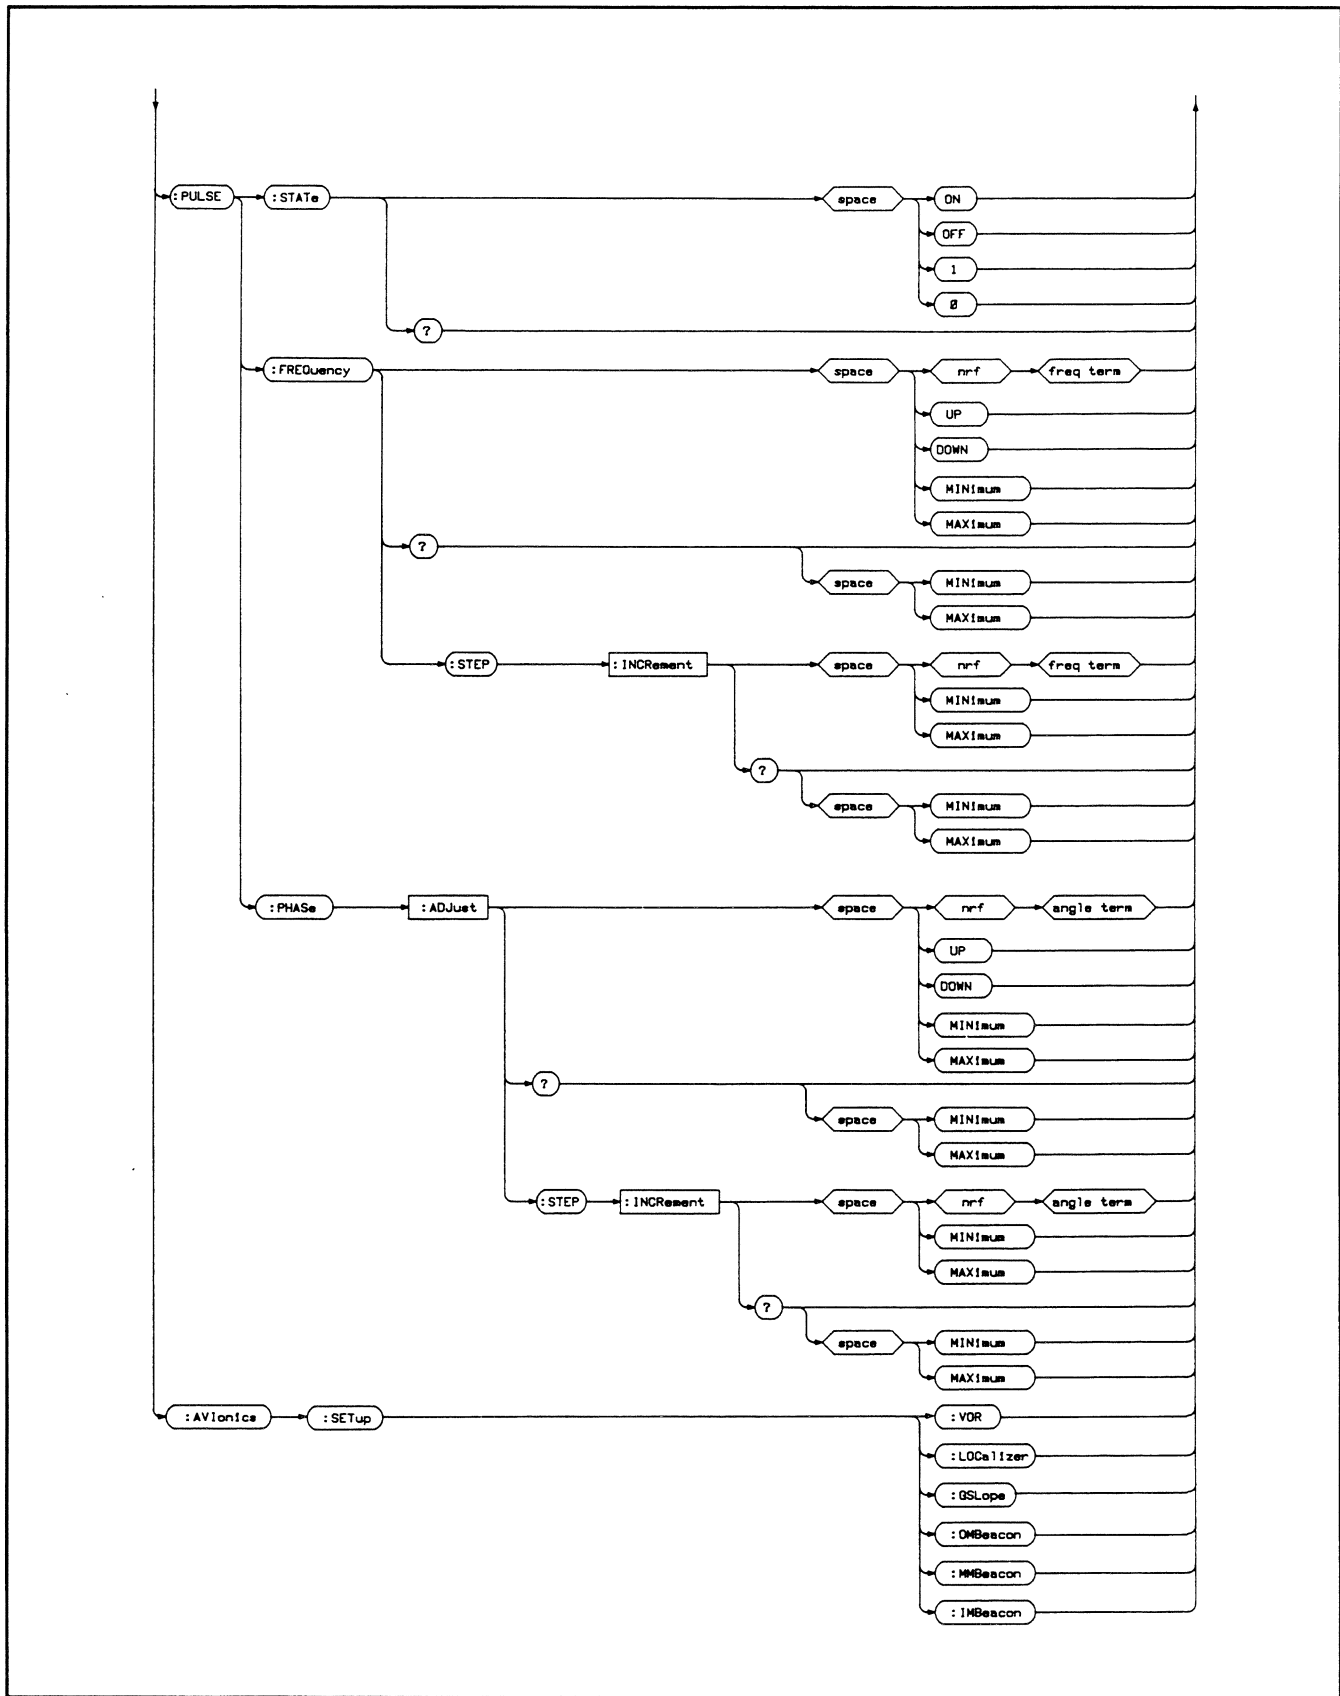 :PULSE :STATe space ON
OFF
1
0
?
:FREQuency space nrf freq term
UP
DOWN
MINimum
MAXimum
?
space MINimum
MAXimum
:STEP :INCRement space nrf freq term
MINimum
MAXimum
?
space MINimum
MAXimum
:PHASe :ADJust space nrf angle term
UP
DOWN
MINimum
MAXimum
?
space MINimum
MAXimum
:STEP :INCRement space nrf angle term
MINimum
MAXimum
?
space MINimum
MAXimum
:AVIonics :SETup :VOR
:LOCalizer
:GSLope
:OMBeacon
:MMBeacon
:IMBeacon